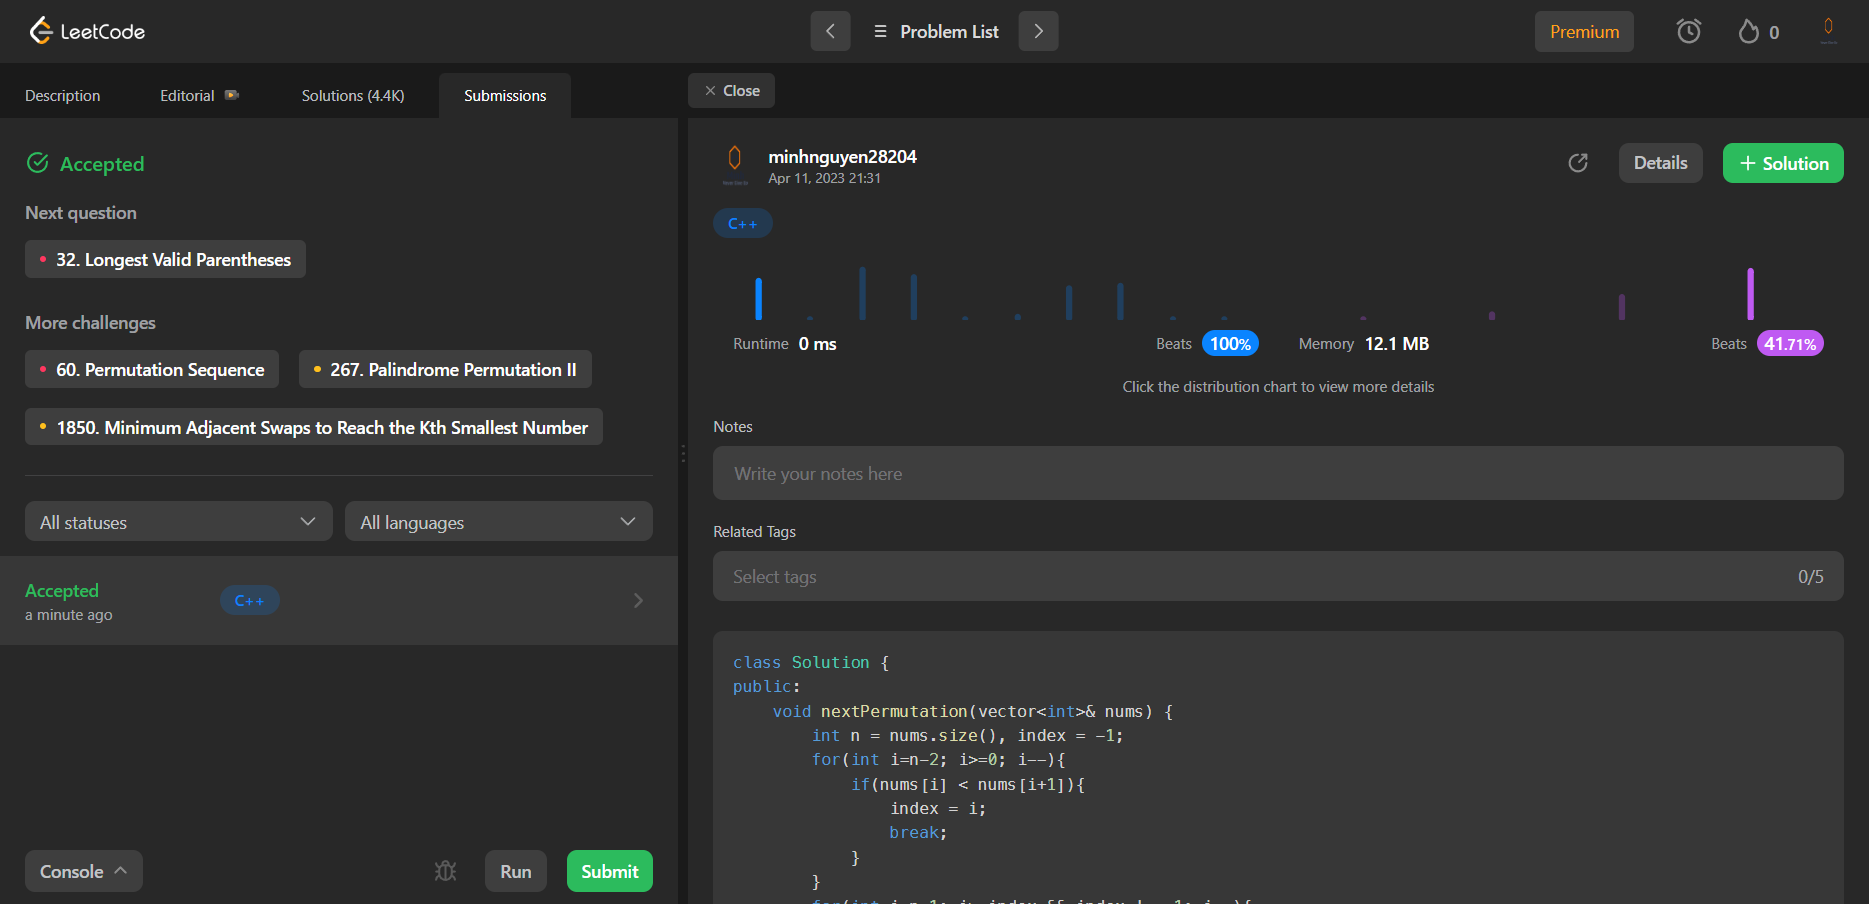 LeetCode
Problem List
Premium
0
Description
Editorial
Solutions (4.4K)
Submissions
Close
Accepted
Next question
32. Longest Valid Parentheses
More challenges
60. Permutation Sequence
267. Palindrome Permutation II
1850. Minimum Adjacent Swaps to Reach the Kth Smallest Number
All statuses
All languages
Accepted
C++
a minute ago
Console
Run
Submit
minhnguyen28204
Apr 11, 2023 21:31
Details
+ Solution
C++
Runtime 0 ms
Beats 100%
Memory 12.1 MB
Beats 41.71%
Click the distribution chart to view more details
Notes
Write your notes here
Related Tags
Select tags
0/5
class Solution {
public:
    void nextPermutation(vector<int>& nums) {
        int n = nums.size(), index = -1;
        for(int i=n-2; i>=0; i--){
            if(nums[i] < nums[i+1]){
                index = i;
                break;
            }
        }